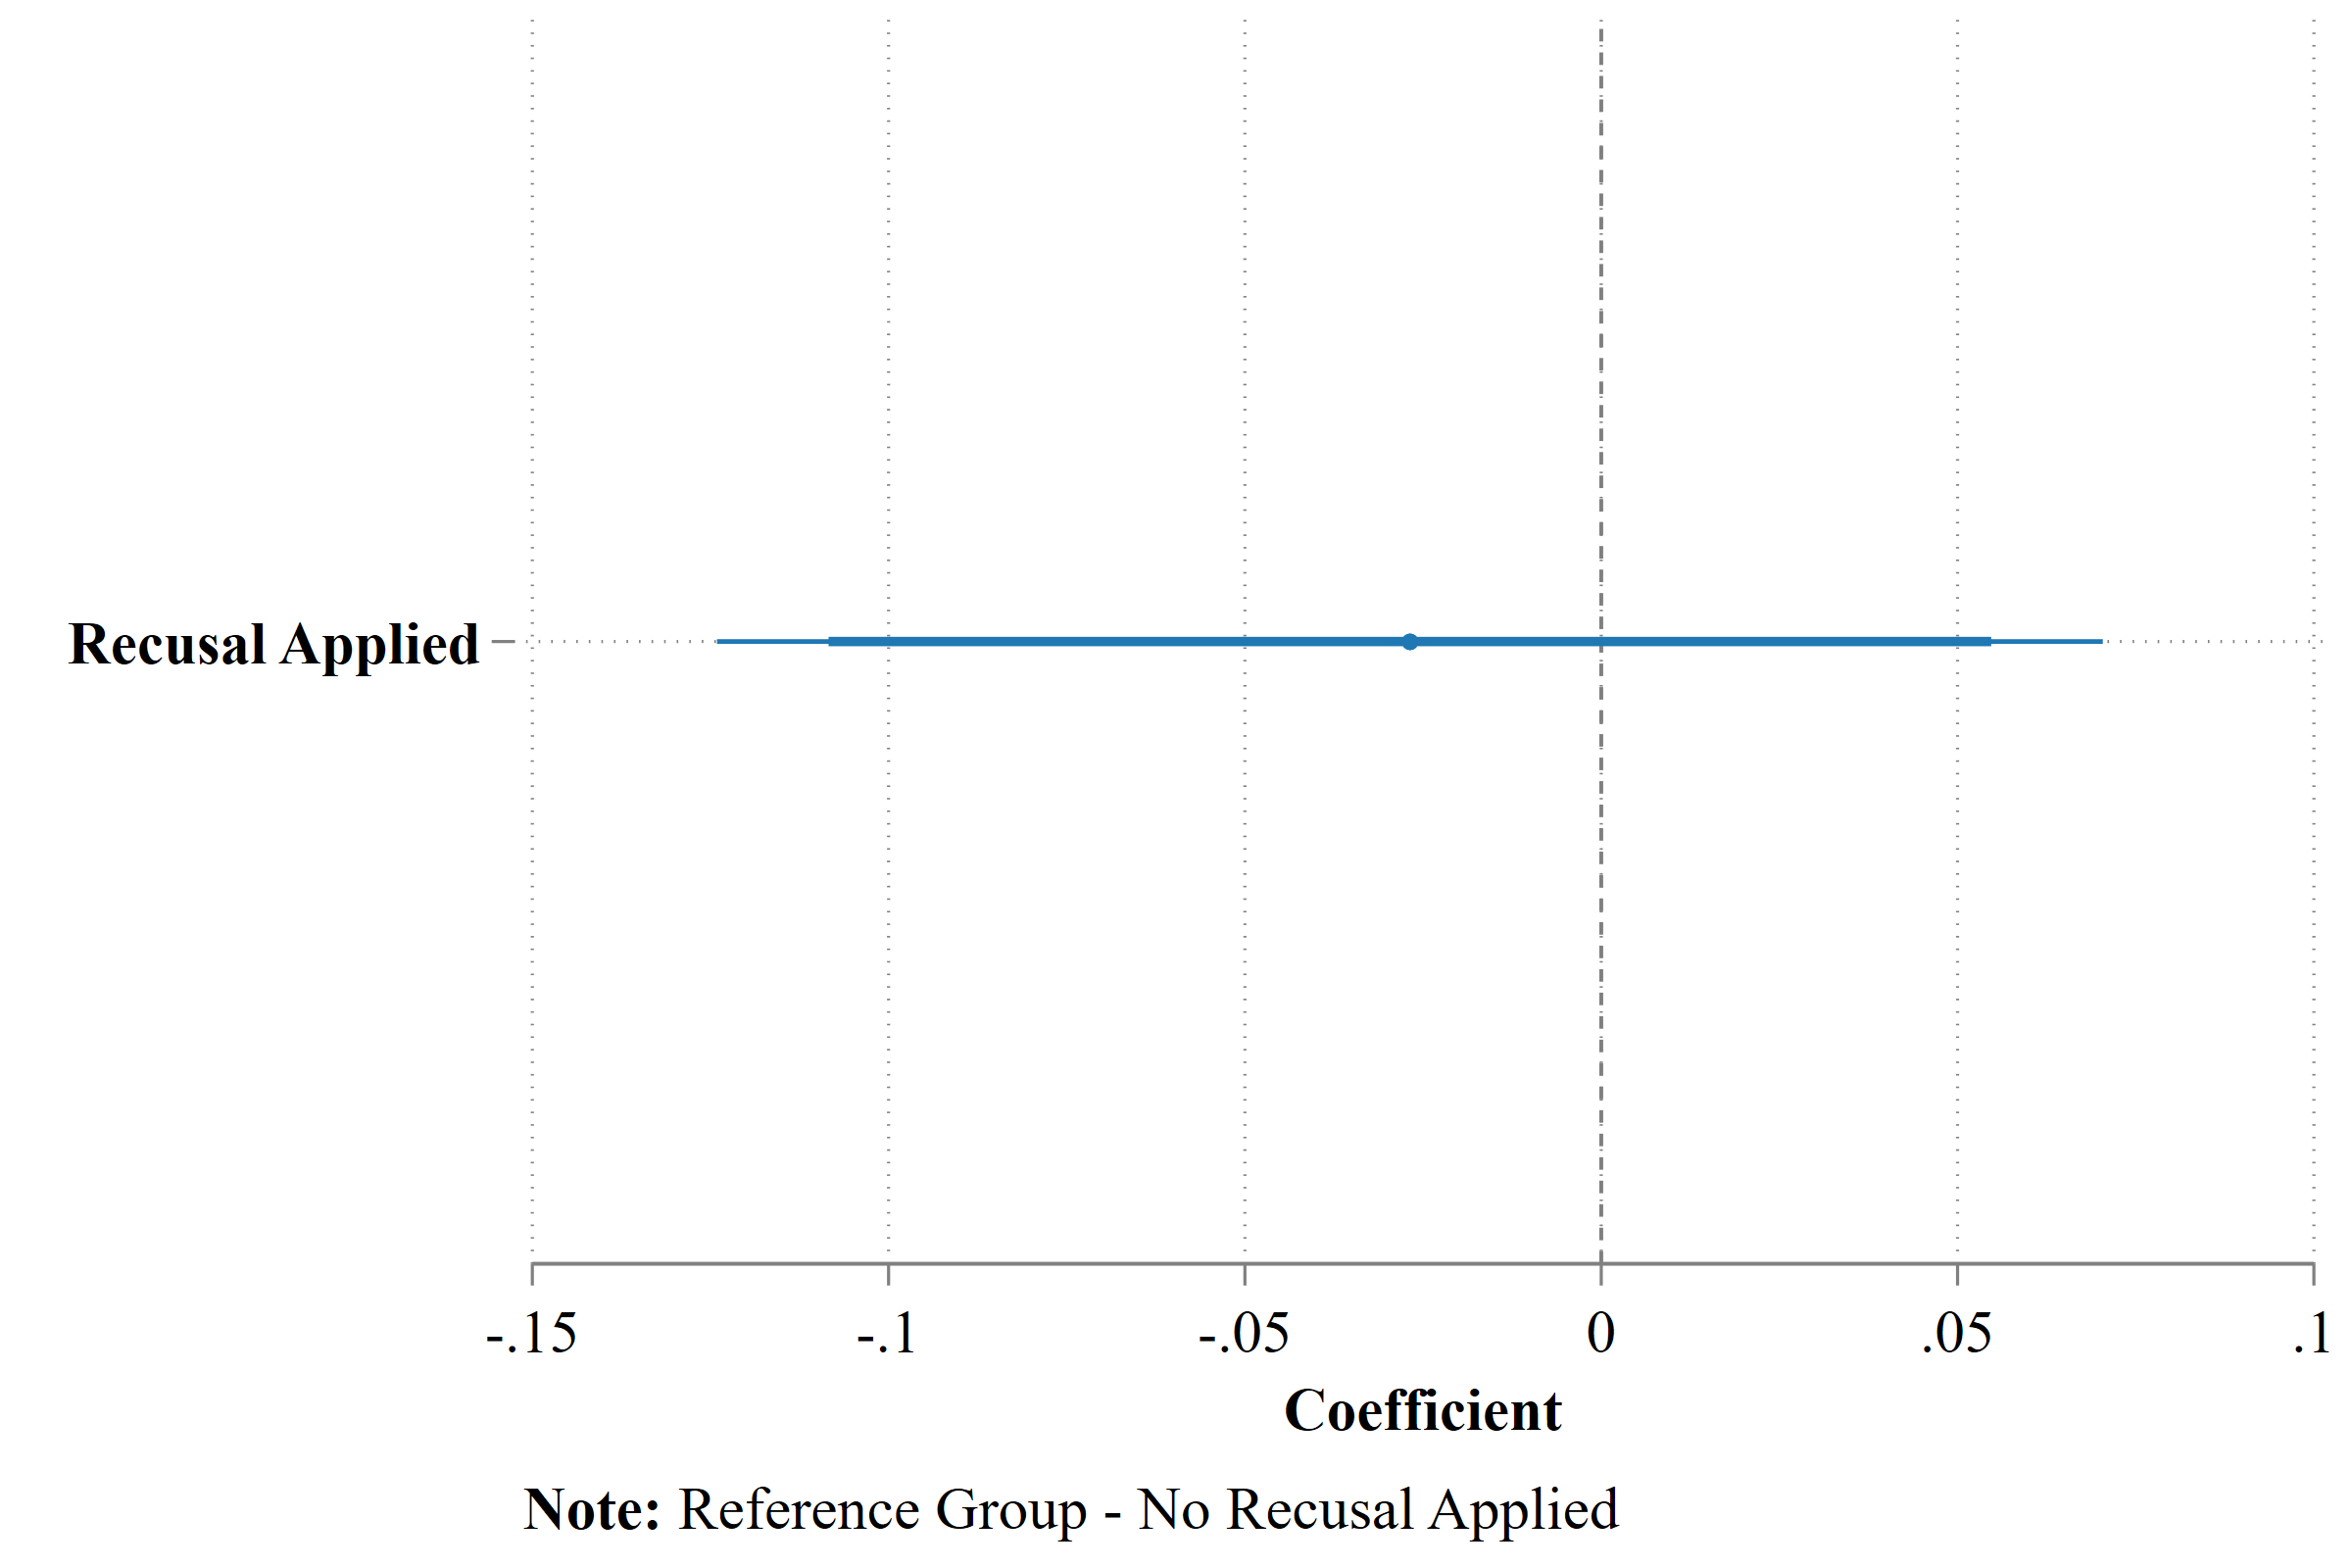 Recusal Applied
-.15 -.1 -.05 0 .05 .1
Coefficient
Note: Reference Group - No Recusal Applied